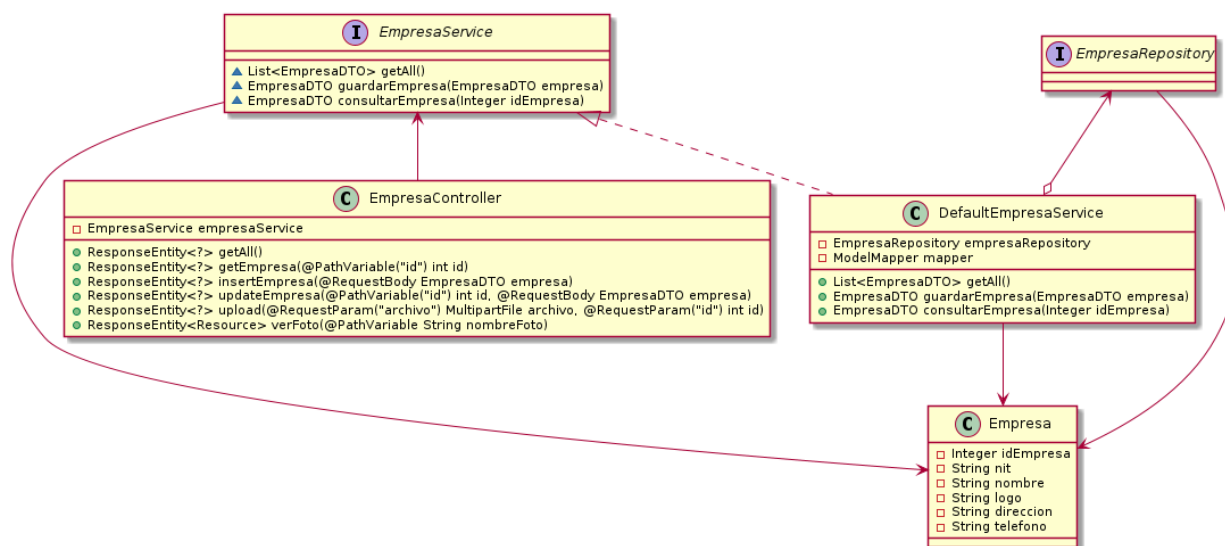 I EmpresaService
List<EmpresaDTO> getAll()
EmpresaDTO guardarEmpresa(EmpresaDTO empresa)
EmpresaDTO consultarEmpresa(Integer idEmpresa)
I EmpresaRepository
C EmpresaController
EmpresaService empresaService
ResponseEntity<?> getAll()
ResponseEntity<?> getEmpresa(@PathVariable("id") int id)
ResponseEntity<?> insertEmpresa(@RequestBody EmpresaDTO empresa)
ResponseEntity<?> updateEmpresa(@PathVariable("id") int id, @RequestBody EmpresaDTO empresa)
ResponseEntity<?> upload(@RequestParam("archivo") MultipartFile archivo, @RequestParam("id") int id)
ResponseEntity<Resource> verFoto(@PathVariable String nombreFoto)
C DefaultEmpresaService
EmpresaRepository empresaRepository
ModelMapper mapper
List<EmpresaDTO> getAll()
EmpresaDTO guardarEmpresa(EmpresaDTO empresa)
EmpresaDTO consultarEmpresa(Integer idEmpresa)
C Empresa
Integer idEmpresa
String nit
String nombre
String logo
String direccion
String telefono